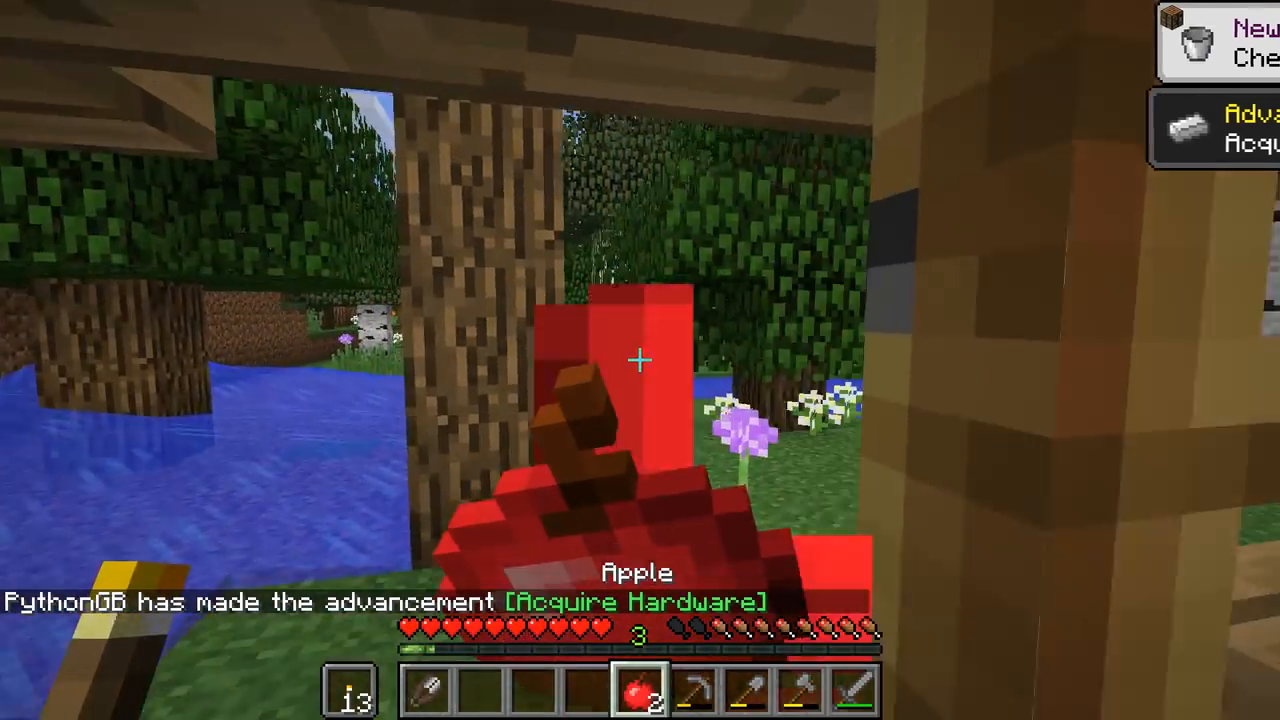 New
Che
Adva
Acqu
Apple
PythonGB has made the advancement [Acquire Hardware]
3
13
2